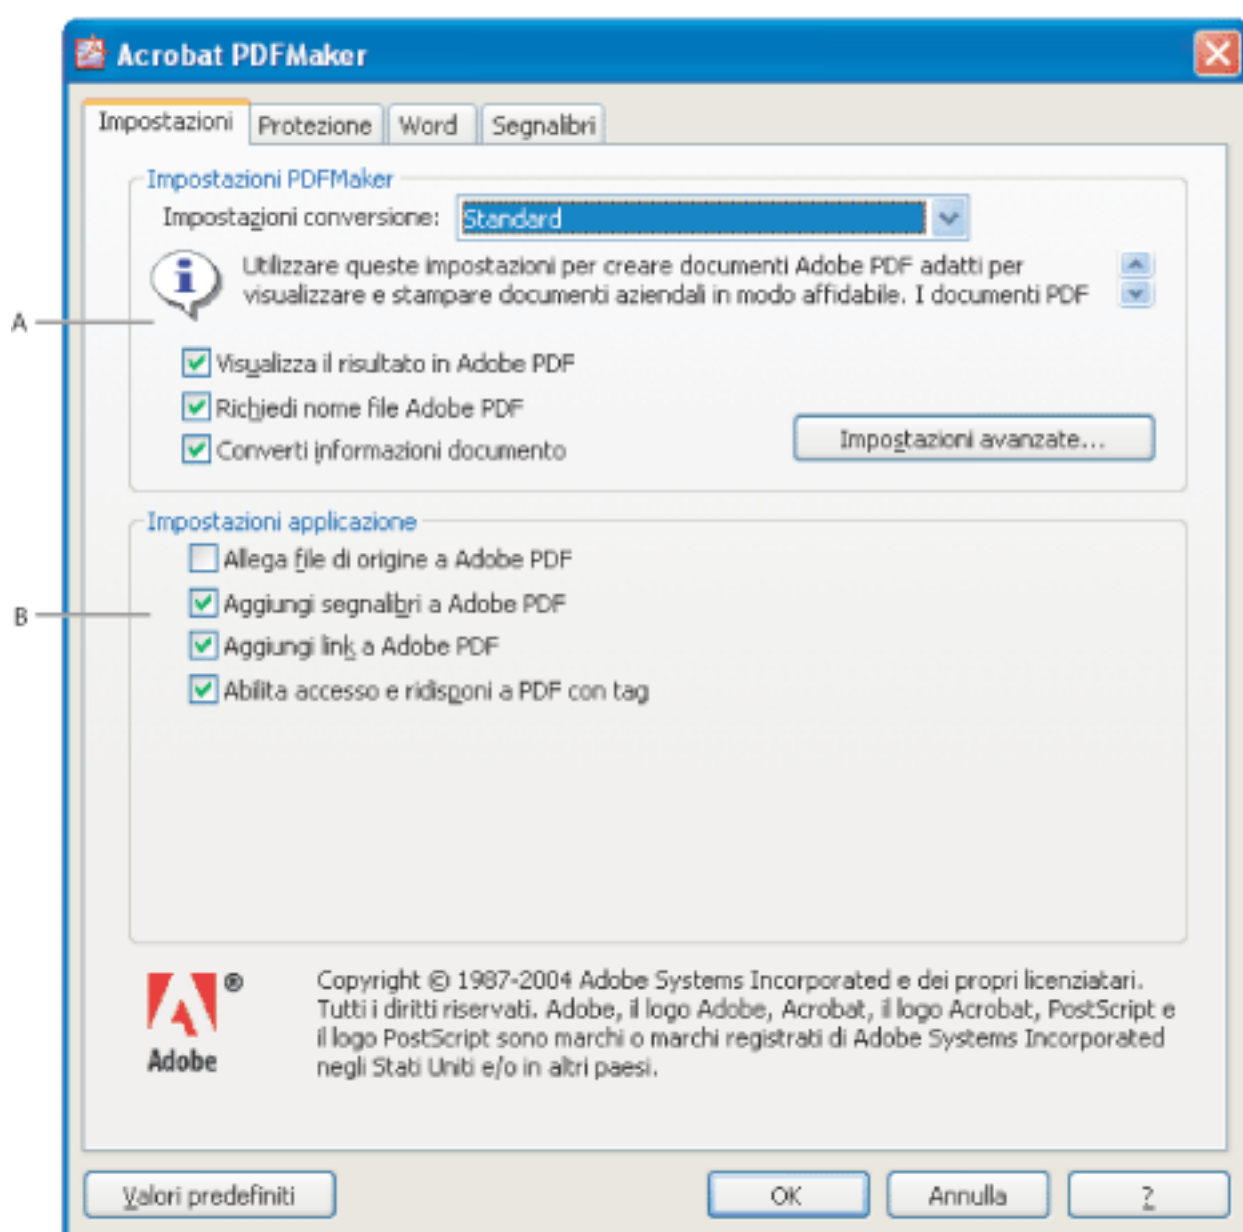 Acrobat PDFMaker
Impostazioni
Protezione
Word
Segnalibri
Impostazioni PDFMaker
Impostazioni conversione:
Standard
Utilizzare queste impostazioni per creare documenti Adobe PDF adatti per
visualizzare e stampare documenti aziendali in modo affidabile. I documenti PDF
A
Visualizza il risultato in Adobe PDF
Richiedi nome file Adobe PDF
Converti informazioni documento
Impostazioni avanzate...
Impostazioni applicazione
Allega file di origine a Adobe PDF
B
Aggiungi segnalibri a Adobe PDF
Aggiungi link a Adobe PDF
Abilita accesso e ridisponi a PDF con tag
Adobe
®
Copyright © 1987-2004 Adobe Systems Incorporated e dei propri licenziatari.
Tutti i diritti riservati. Adobe, il logo Adobe, Acrobat, il logo Acrobat, PostScript e
il logo PostScript sono marchi o marchi registrati di Adobe Systems Incorporated
negli Stati Uniti e/o in altri paesi.
Valori predefiniti
OK
Annulla
?